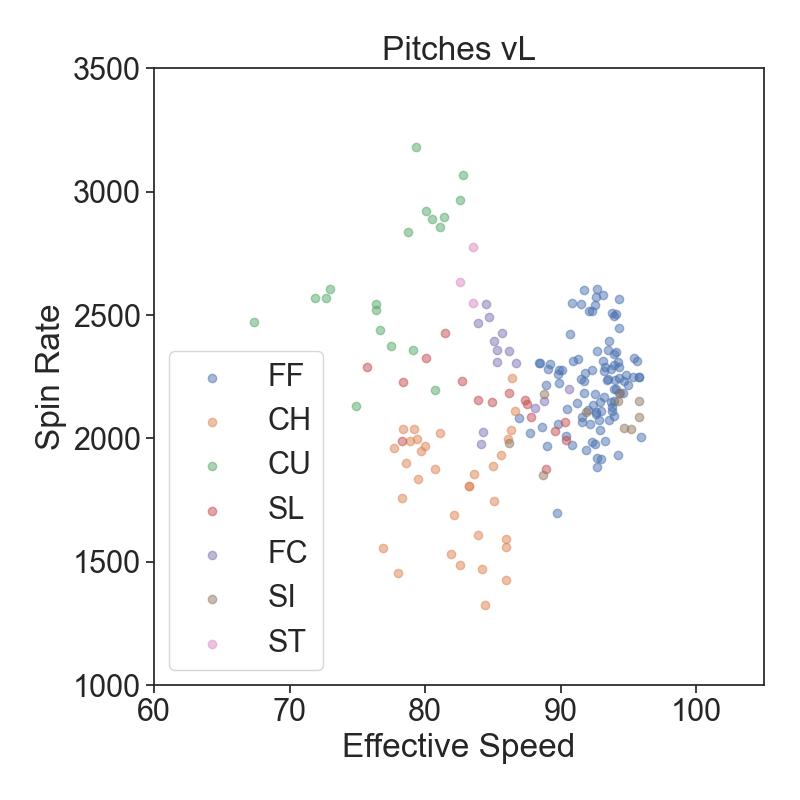 Pitches vL
3500
3000
2500
2000
1500
1000
Spin Rate
FF
CH
CU
SL
FC
SI
ST
60 70 80 90 100
Effective Speed